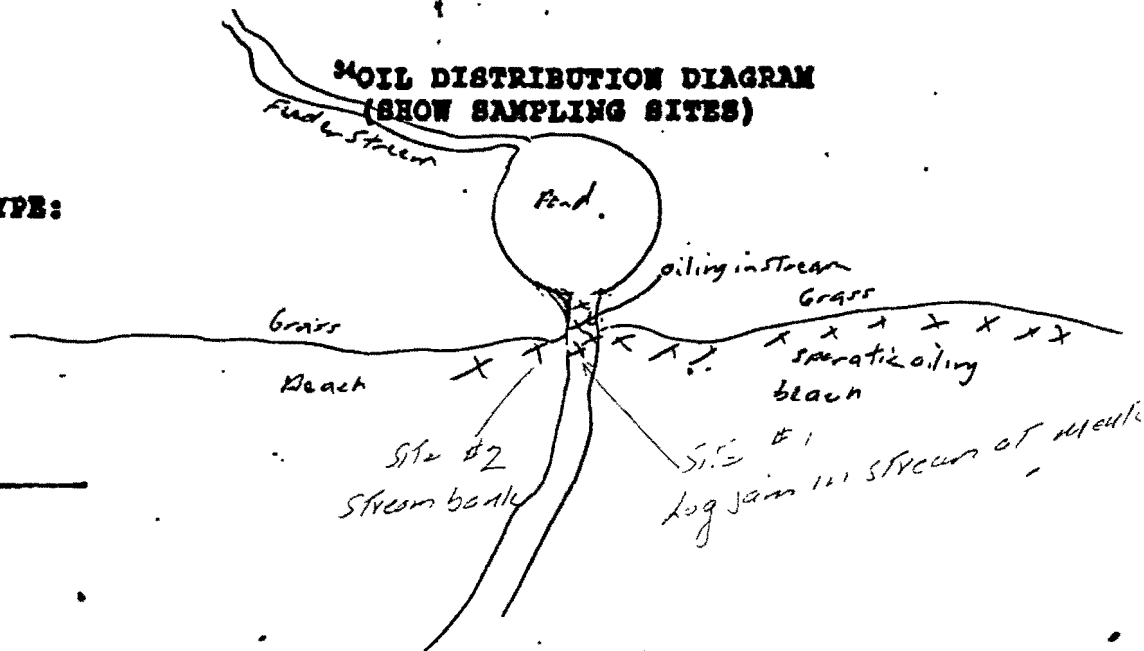 34OIL DISTRIBUTION DIAGRAM
(SHOW SAMPLING SITES)
Feeder Stream
YPE:
Pond
oiling in stream
Grass
Grass
Beach
sporatic oiling
beach
Site #2
Stream bank
Site #1
Log jam in stream at mouth